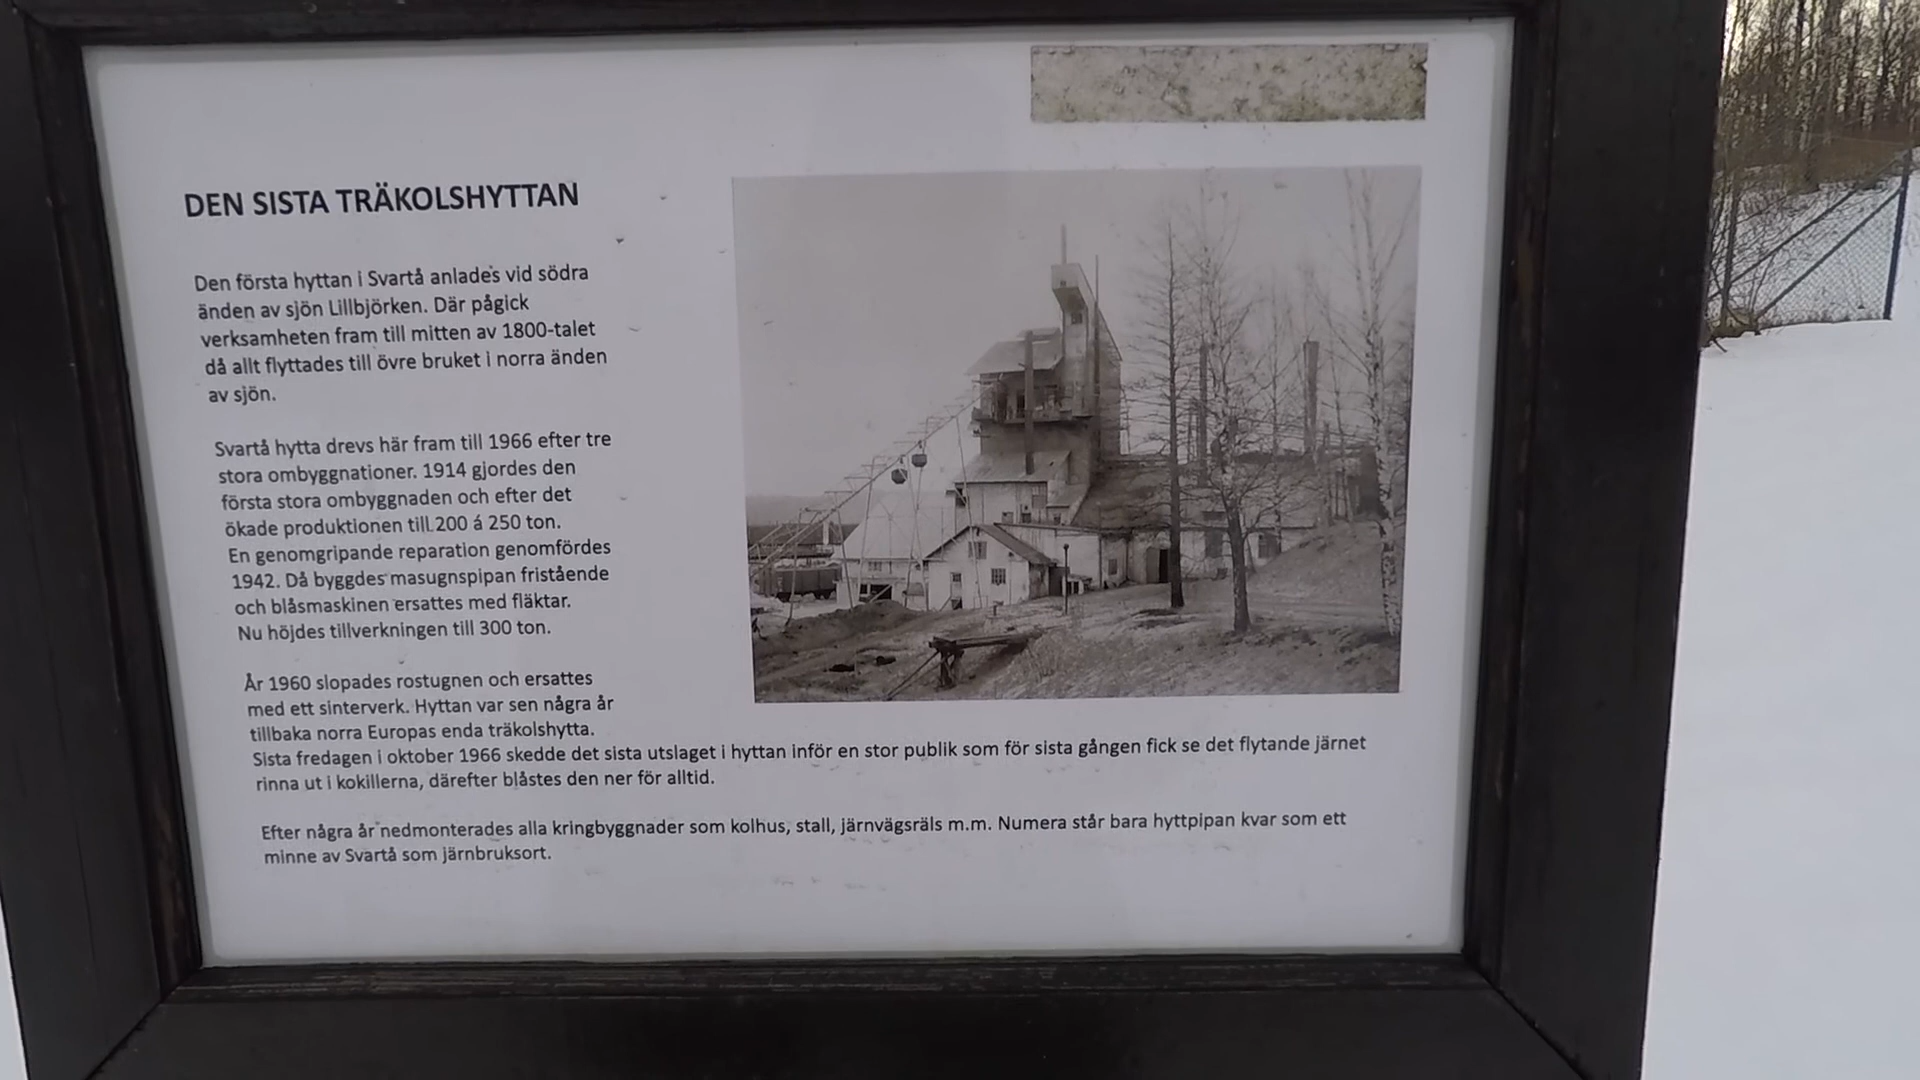 DEN SISTA TRÄKOLSHYTTAN
Den första hyttan i Svartå anlades vid södra
änden av sjön Lillbjörken. Där pågick
verksamheten fram till mitten av 1800-talet
då allt flyttades till övre bruket i norra änden
av sjön.
Svartå hytta drevs här fram till 1966 efter tre
stora ombyggnationer. 1914 gjordes den
första stora ombyggnaden och efter det
ökade produktionen till 200 á 250 ton.
En genomgripande reparation genomfördes
1942. Då byggdes masugnspipan fristående
och blåsmaskinen ersattes med fläktar.
Nu höjdes tillverkningen till 300 ton.
År 1960 slopades rostugnen och ersattes
med ett sinterverk. Hyttan var sen några år
tillbaka norra Europas enda träkolshytta.
Sista fredagen i oktober 1966 skedde det sista utslaget i hyttan inför en stor publik som för sista gången fick se det flytande järnet
rinna ut i kokillerna, därefter blåstes den ner för alltid.
Efter några år nedmonterades alla kringbyggnader som kolhus, stall, järnvägsräls m.m. Numera står bara hyttpipan kvar som ett
minne av Svartå som järnbruksort.